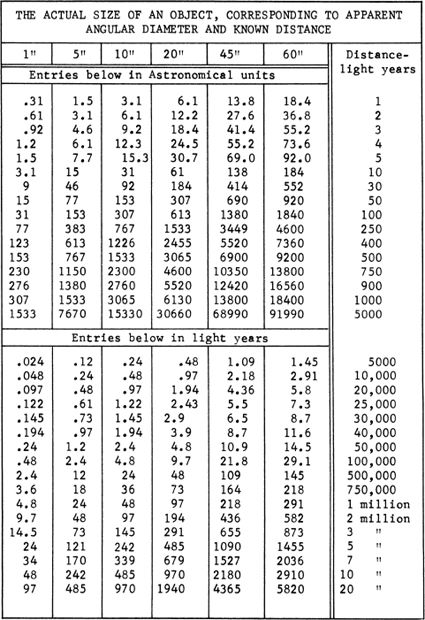 THE ACTUAL SIZE OF AN OBJECT, CORRESPONDING TO APPARENT
ANGULAR DIAMETER AND KNOWN DISTANCE
1" 5" 10" 20" 45" 60" Distance-
Entries below in Astronomical units light years
.31 1.5 3.1 6.1 13.8 18.4 1
.61 3.1 6.1 12.2 27.6 36.8 2
.92 4.6 9.2 18.4 41.4 55.2 3
1.2 6.1 12.3 24.5 55.2 73.6 4
1.5 7.7 15.3 30.7 69.0 92.0 5
3.1 15 31 61 138 184 10
9 46 92 184 414 552 30
15 77 153 307 690 920 50
31 153 307 613 1380 1840 100
77 383 767 1533 3449 4600 250
123 613 1226 2455 5520 7360 400
153 767 1533 3065 6900 9200 500
230 1150 2300 4600 10350 13800 750
276 1380 2760 5520 12420 16560 900
307 1533 3065 6130 13800 18400 1000
1533 7670 15330 30660 68990 91990 5000
Entries below in light years
.024 .12 .24 .48 1.09 1.45 5000
.048 .24 .48 .97 2.18 2.91 10,000
.097 .48 .97 1.94 4.36 5.8 20,000
.122 .61 1.22 2.43 5.5 7.3 25,000
.145 .73 1.45 2.9 6.5 8.7 30,000
.194 .97 1.94 3.9 8.7 11.6 40,000
.24 1.2 2.4 4.8 10.9 14.5 50,000
.48 2.4 4.8 9.7 21.8 29.1 100,000
2.4 12 24 48 109 145 500,000
3.6 18 36 73 164 218 750,000
4.8 24 48 97 218 291 1 million
9.7 48 97 194 436 582 2 million
14.5 73 145 291 655 873 3 "
24 121 242 485 1090 1455 5 "
34 170 339 679 1527 2036 7 "
48 242 485 970 2180 2910 10 "
97 485 970 1940 4365 5820 20 "